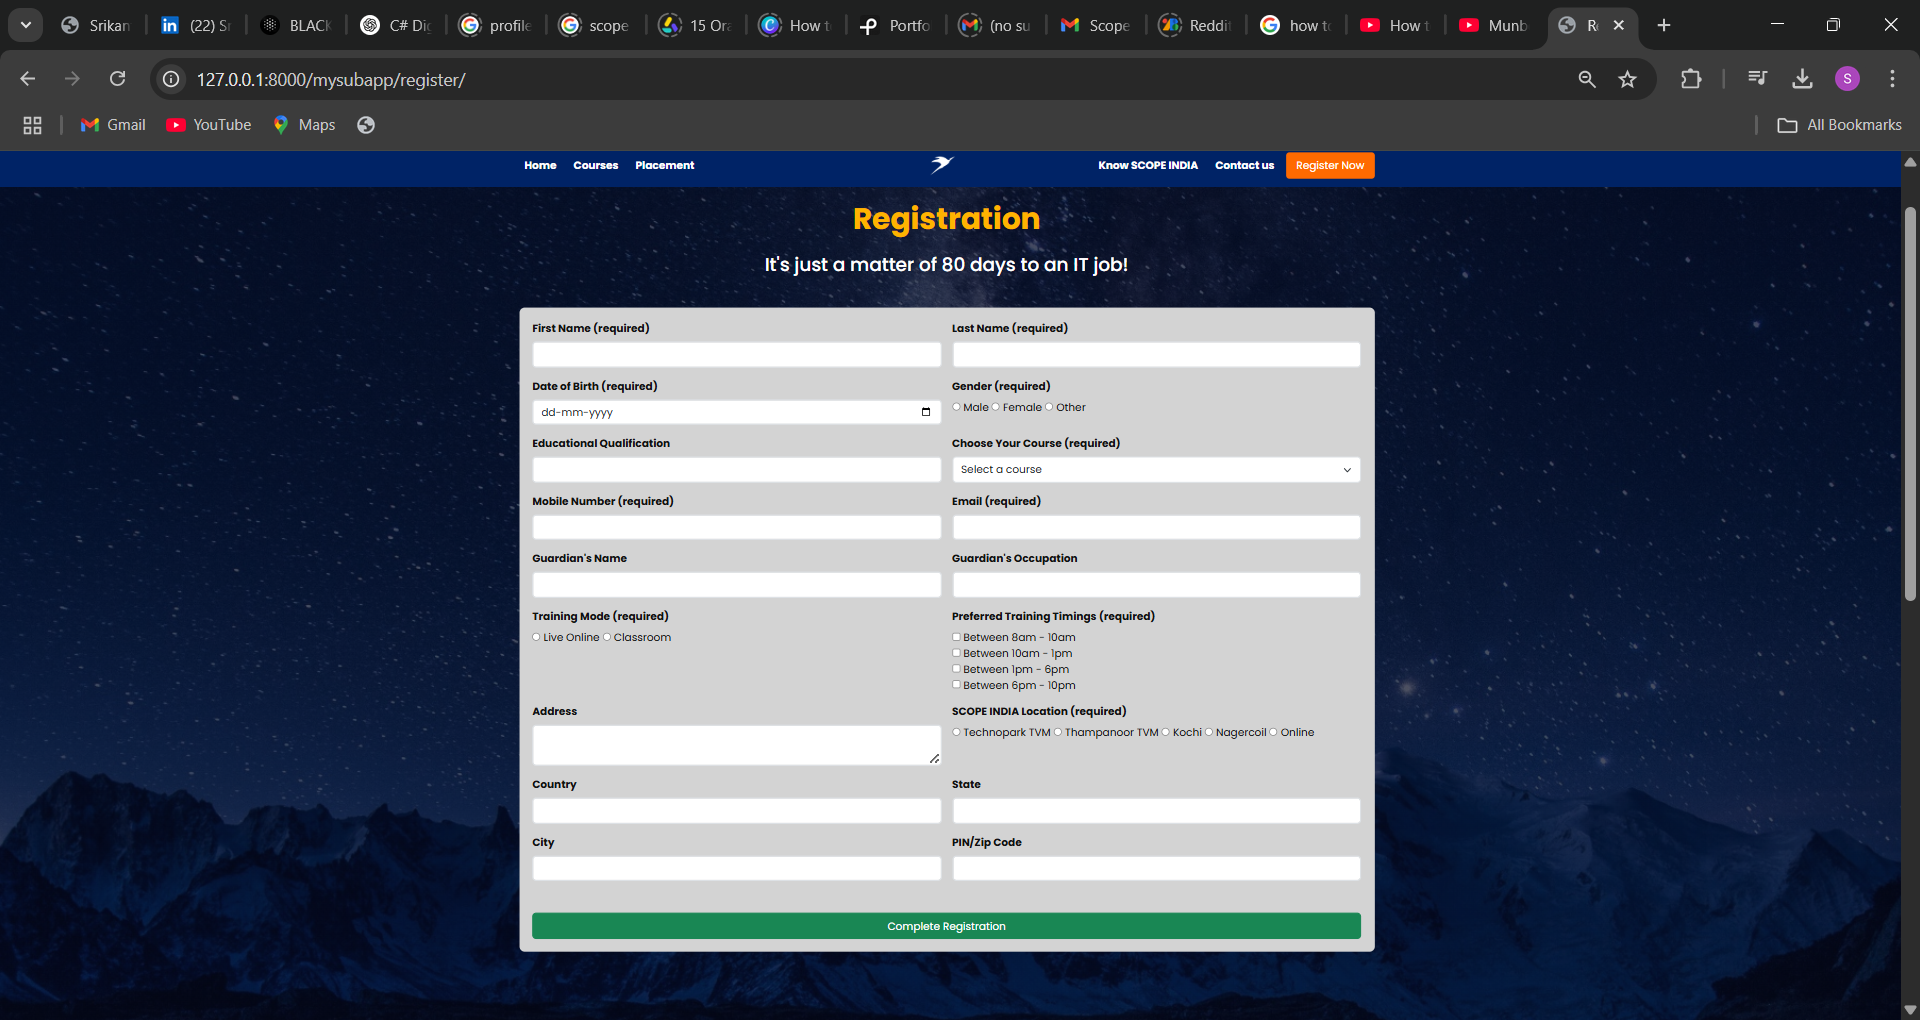 Srikan
(22) Sr
BLACK
C# Dig
profile
scope
15 Ora
How t
Portfo
(no su
Scope
Reddi
how to
How t
Munb
R
127.0.0.1:8000/mysubapp/register/
S
Gmail YouTube Maps All Bookmarks
Home Courses Placement Know SCOPE INDIA Contact us Register Now
Registration
It's just a matter of 80 days to an IT job!
First Name (required) Last Name (required)
Date of Birth (required) Gender (required)
dd-mm-yyyy Male Female Other
Educational Qualification Choose Your Course (required)
Select a course
Mobile Number (required) Email (required)
Guardian's Name Guardian's Occupation
Training Mode (required) Preferred Training Timings (required)
Live Online Classroom Between 8am - 10am
Between 10am - 1pm
Between 1pm - 6pm
Between 6pm - 10pm
Address SCOPE INDIA Location (required)
Technopark TVM Thampanoor TVM Kochi Nagercoil Online
Country State
City PIN/Zip Code
Complete Registration